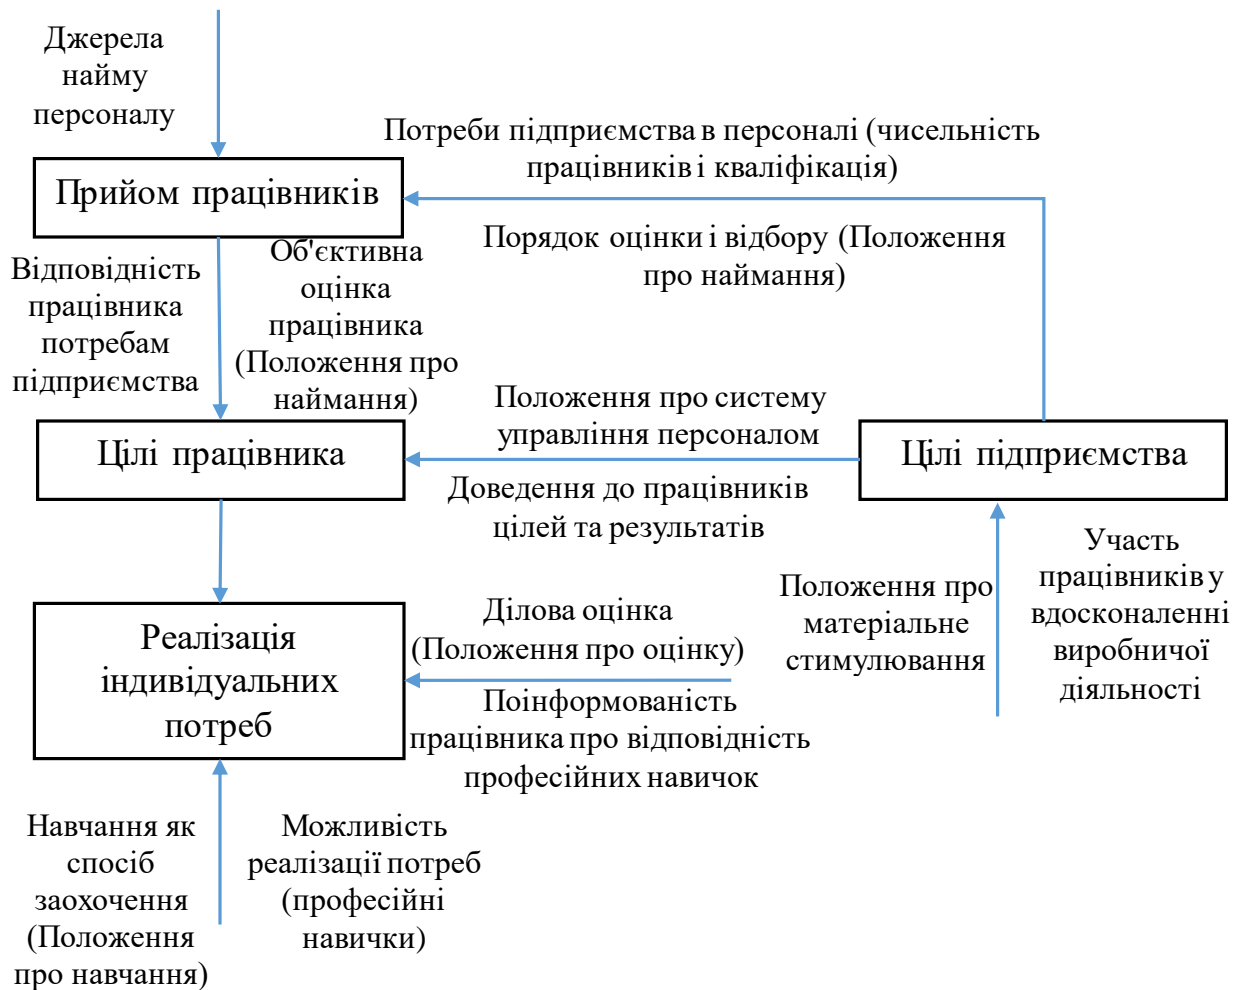 Джерела
найму
персоналу
Потреби підприємства в персоналі (чисельність
працівників і кваліфікація)
Прийом працівників
Порядок оцінки і відбору (Положення
про наймання)
Відповідність
працівника
потребам
підприємства
Об'єктивна
оцінка
працівника
(Положення про
наймання)
Положення про систему
управління персоналом
Цілі працівника
Цілі підприємства
Доведення до працівників
цілей та результатів
Положення про
матеріальне
стимулювання
Участь
працівників у
вдосконаленні
виробничої
діяльності
Реалізація
індивідуальних
потреб
Ділова оцінка
(Положення про оцінку)
Поінформованість
працівника про відповідність
професійних навичок
Навчання як
спосіб
заохочення
(Положення
про навчання)
Можливість
реалізації потреб
(професійні
навички)